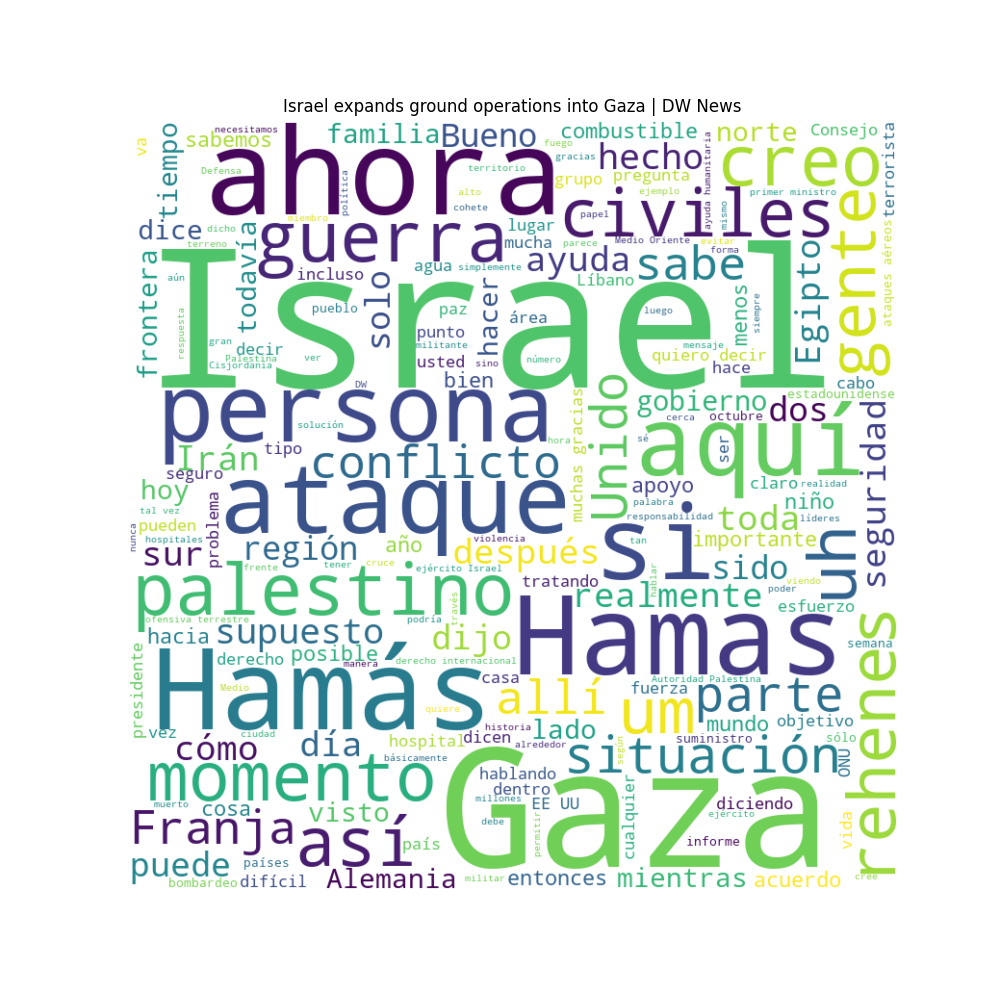 Israel expands ground operations into Gaza | DW News
necesitamos
familia
Bueno
combustible
norte
Consejo
va
tiempo
sabemos
ahora
fuego
gracias
hecho
creo
Defensa
política
territorio
grupo
pregunta
ayuda humanitaria
terrorista
alto
ejemplo
primer ministro
dice
dicho
miembro
cohete
lugar
papel
civiles
mismo
gente
guerra
terreno
mucha
parece
Medio Oriente
evitar
forma
frontera
todavía
incluso
solo
agua
simplemente
ayuda
sabe
Egipto
ataques aéreos
aún
Líbano
menos
siempre
Israel
pueblo
hacer
paz
área
luego
respuesta
gran
decir
punto
militante
mensaje
Palestina
ver
usted
sino
número
quiero decir
Cisjordania
hace
bien
cabo
DW
persona
muchas gracias
Unido
gobierno
estadounidense
dos
octubre
cerca
solución
hora
sé
ser
aquí
seguridad
Irán
tipo
conflicto
seguro
apoyo
claro
realidad
hoy
niño
tal vez
problema
ataque
palabra
responsabilidad
toda
líderes
pueden
si
importante
un
nunca
hospitales
violencia
sur
región
año
después
tan
frente
tener
cruce
ejército Israel
sido
viendo
hablar
poder
tratando
palestino
través
realmente
esfuerzo
ofensiva terrestre
podría
Hamas
hacia
supuesto
dijo
semana
rehenes
presidente
derecho
posible
manera
derecho internacional
Hamás
casa
Autoridad Palestina
Medio
allí
fuerza
parte
quiere
um
mundo
objetivo
vez
ciudad
historia
lado
cómo
día
hospital
dicen
alrededor
suministro
sólo
según
básicamente
situación
ONU
momento
hablando
dentro
Gaza
cualquier
muerto
cosa
visto
millones
EE UU
diciendo
Franja
así
debe
permitir
ejército
vida
país
informe
puede
países
bombardeo
difícil
Alemania
militar
entonces
mientras
acuerdo
cree